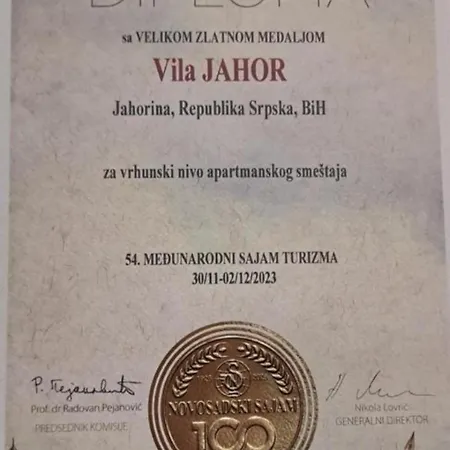 DIPLOMA
sa VELIKOM ZLATNOM MEDALJOM
Vila JAHOR
Jahorina, Republika Srpska, BiH
za vrhunski nivo apartmanskog smeštaja
54. MEĐUNARODNI SAJAM TURIZMA
30/11-02/12/2023
NOVOSADSKI SAJAM
100
Prof. dr Radovan Pejanović
PREDSEDNIK KOMISIJE
Nikola Lovrić
GENERALNI DIREKTOR